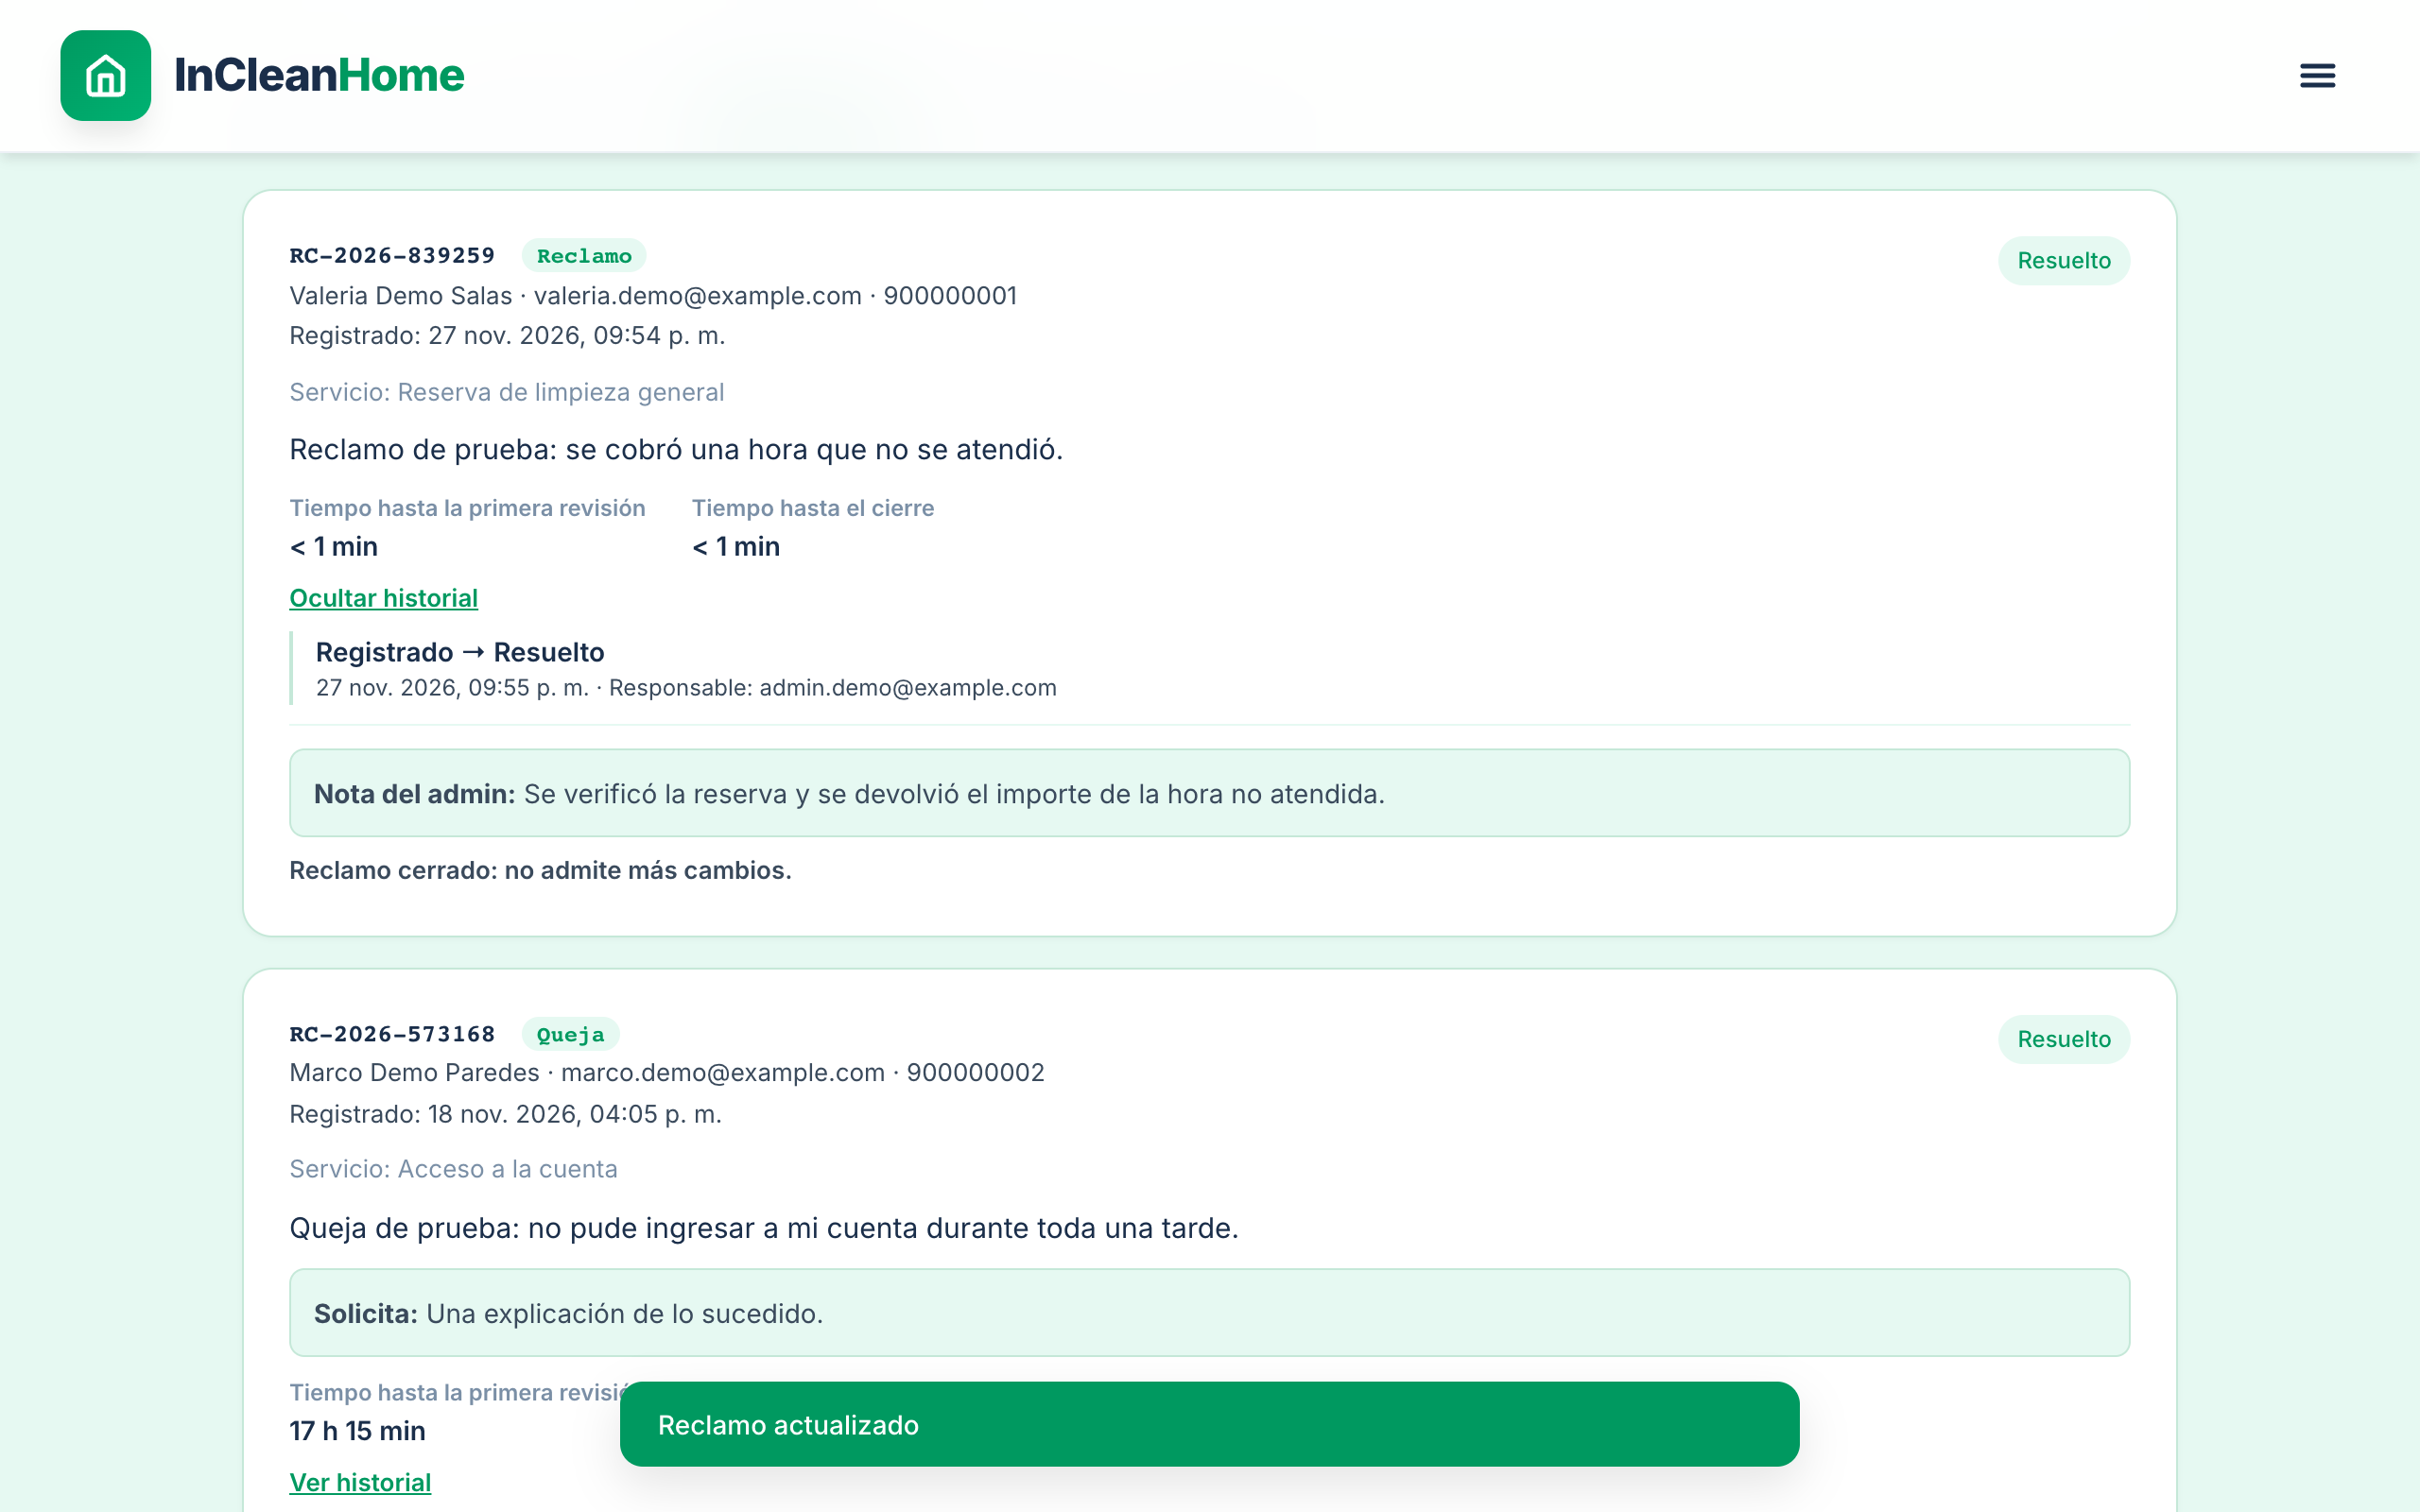 InCleanHome
RC-2026-839259 Reclamo Resuelto
Valeria Demo Salas · valeria.demo@example.com · 900000001
Registrado: 27 nov. 2026, 09:54 p. m.
Servicio: Reserva de limpieza general
Reclamo de prueba: se cobró una hora que no se atendió.
Tiempo hasta la primera revisión Tiempo hasta el cierre
< 1 min < 1 min
Ocultar historial
Registrado → Resuelto
27 nov. 2026, 09:55 p. m. · Responsable: admin.demo@example.com
Nota del admin: Se verificó la reserva y se devolvió el importe de la hora no atendida.
Reclamo cerrado: no admite más cambios.
RC-2026-573168 Queja Resuelto
Marco Demo Paredes · marco.demo@example.com · 900000002
Registrado: 18 nov. 2026, 04:05 p. m.
Servicio: Acceso a la cuenta
Queja de prueba: no pude ingresar a mi cuenta durante toda una tarde.
Solicita: Una explicación de lo sucedido.
Tiempo hasta la primera
17 h 15 min
Reclamo actualizado
Ver historial